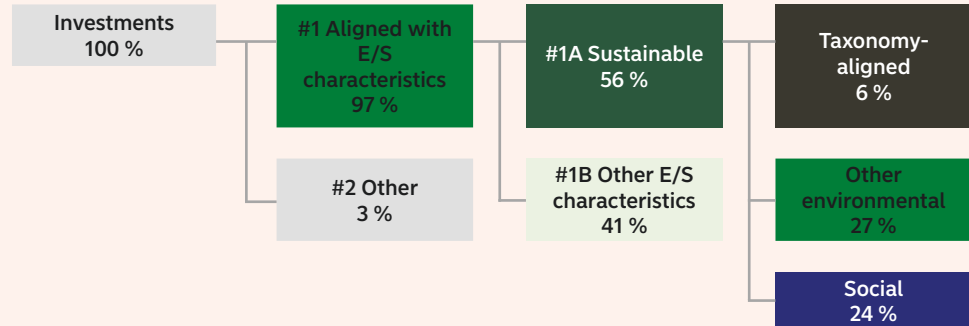 Investments
100 %
#1 Aligned with
E/S
characteristics
97 %
#1A Sustainable
56 %
Taxonomy-
aligned
6 %
#2 Other
3 %
#1B Other E/S
characteristics
41 %
Other
environmental
27 %
Social
24 %